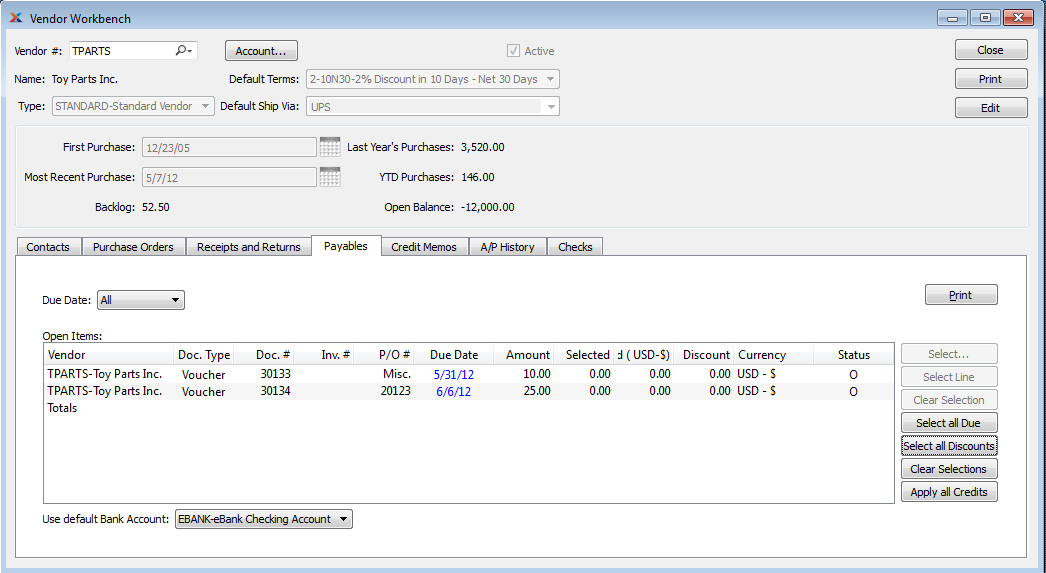 Vendor Workbench
Vendor #: TPARTS Account... Active Close
Name: Toy Parts Inc. Default Terms: 2-10N30-2% Discount in 10 Days - Net 30 Days Print
Type: STANDARD-Standard Vendor Default Ship Via: UPS Edit
First Purchase: 12/23/05 Last Year's Purchases: 3,520.00
Most Recent Purchase: 5/7/12 YTD Purchases: 146.00
Backlog: 52.50 Open Balance: -12,000.00
Contacts Purchase Orders Receipts and Returns Payables Credit Memos A/P History Checks
Due Date: All Print
Open Items:
Vendor Doc. Type Doc. # Inv. # P/O # Due Date Amount Selected d ( USD-$) Discount Currency Status
TPARTS-Toy Parts Inc. Voucher 30133 Misc. 5/31/12 10.00 0.00 0.00 0.00 USD - $ O
TPARTS-Toy Parts Inc. Voucher 30134 20123 6/6/12 25.00 0.00 0.00 0.00 USD - $ O
Totals
Select...
Select Line
Clear Selection
Select all Due
Select all Discounts
Clear Selections
Apply all Credits
Use default Bank Account: EBANK-eBank Checking Account